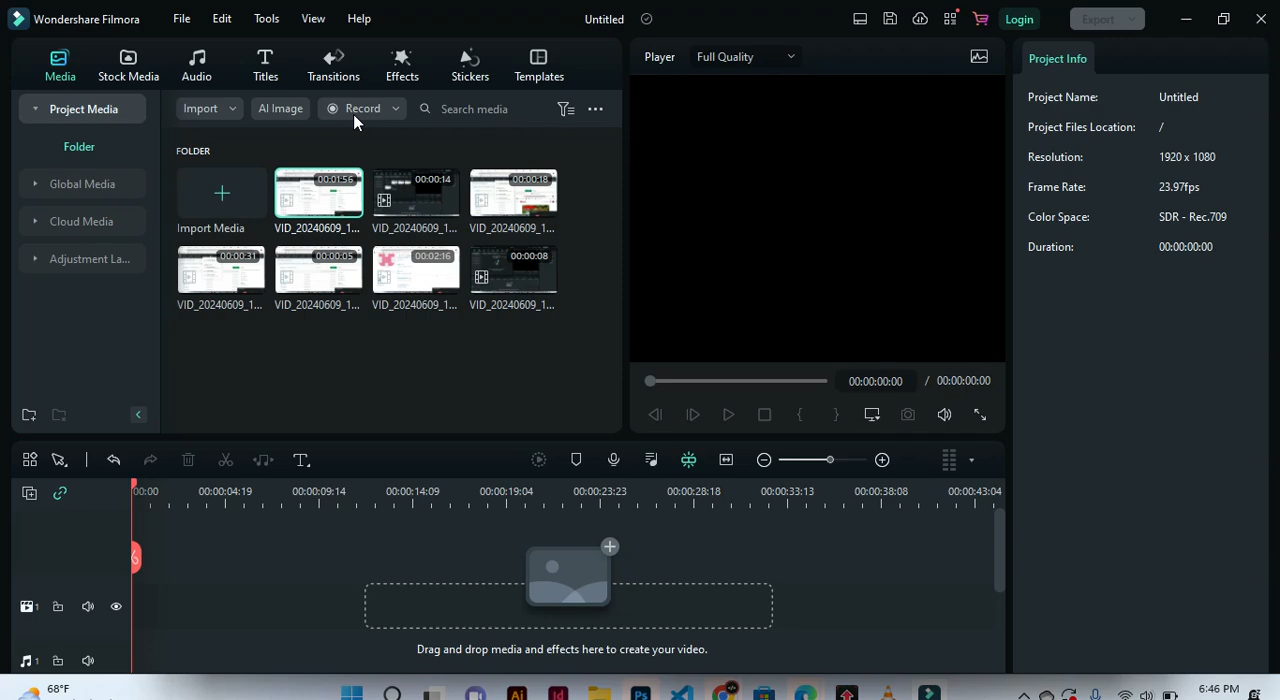 Wondershare Filmora File Edit Tools View Help Untitled Login Export
Media Stock Media Audio Titles Transitions Effects Stickers Templates
Player Full Quality
Project Info
Project Media
Import AI Image Record Search media
Folder
Global Media
Cloud Media
Adjustment La...
FOLDER
Import Media
00:01:56
VID_20240609_1...
00:00:14
VID_20240609_1...
00:00:18
VID_20240609_1...
00:00:31
VID_20240609_1...
00:00:05
VID_20240609_1...
00:02:16
VID_20240609_1...
00:00:08
VID_20240609_1...
00:00:00:00 / 00:00:00:00
Project Name: Untitled
Project Files Location: /
Resolution: 1920 x 1080
Frame Rate: 23.97fps
Color Space: SDR - Rec.709
Duration: 00:00:00:00
00:00 00:00:04:19 00:00:09:14 00:00:14:09 00:00:19:04 00:00:23:23 00:00:28:18 00:00:33:13 00:00:38:08 00:00:43:04
1
Drag and drop media and effects here to create your video.
1
68°F
6:46 PM